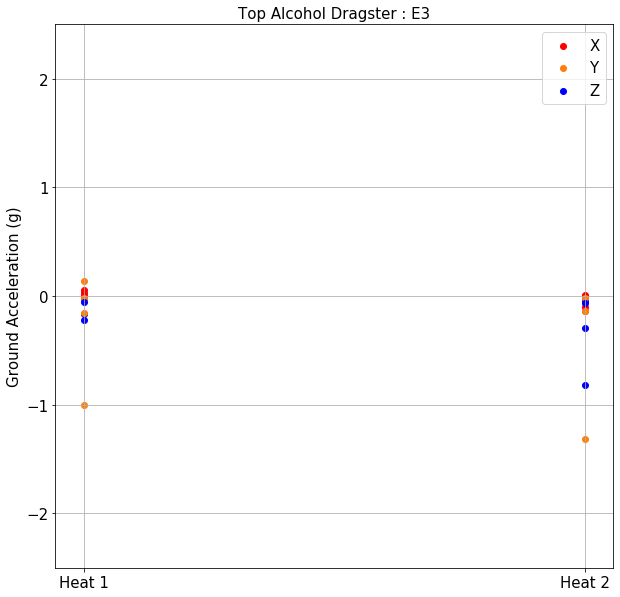 Top Alcohol Dragster : E3
X
Y
Z
Ground Acceleration (g)
2
1
0
−1
−2
Heat 1
Heat 2